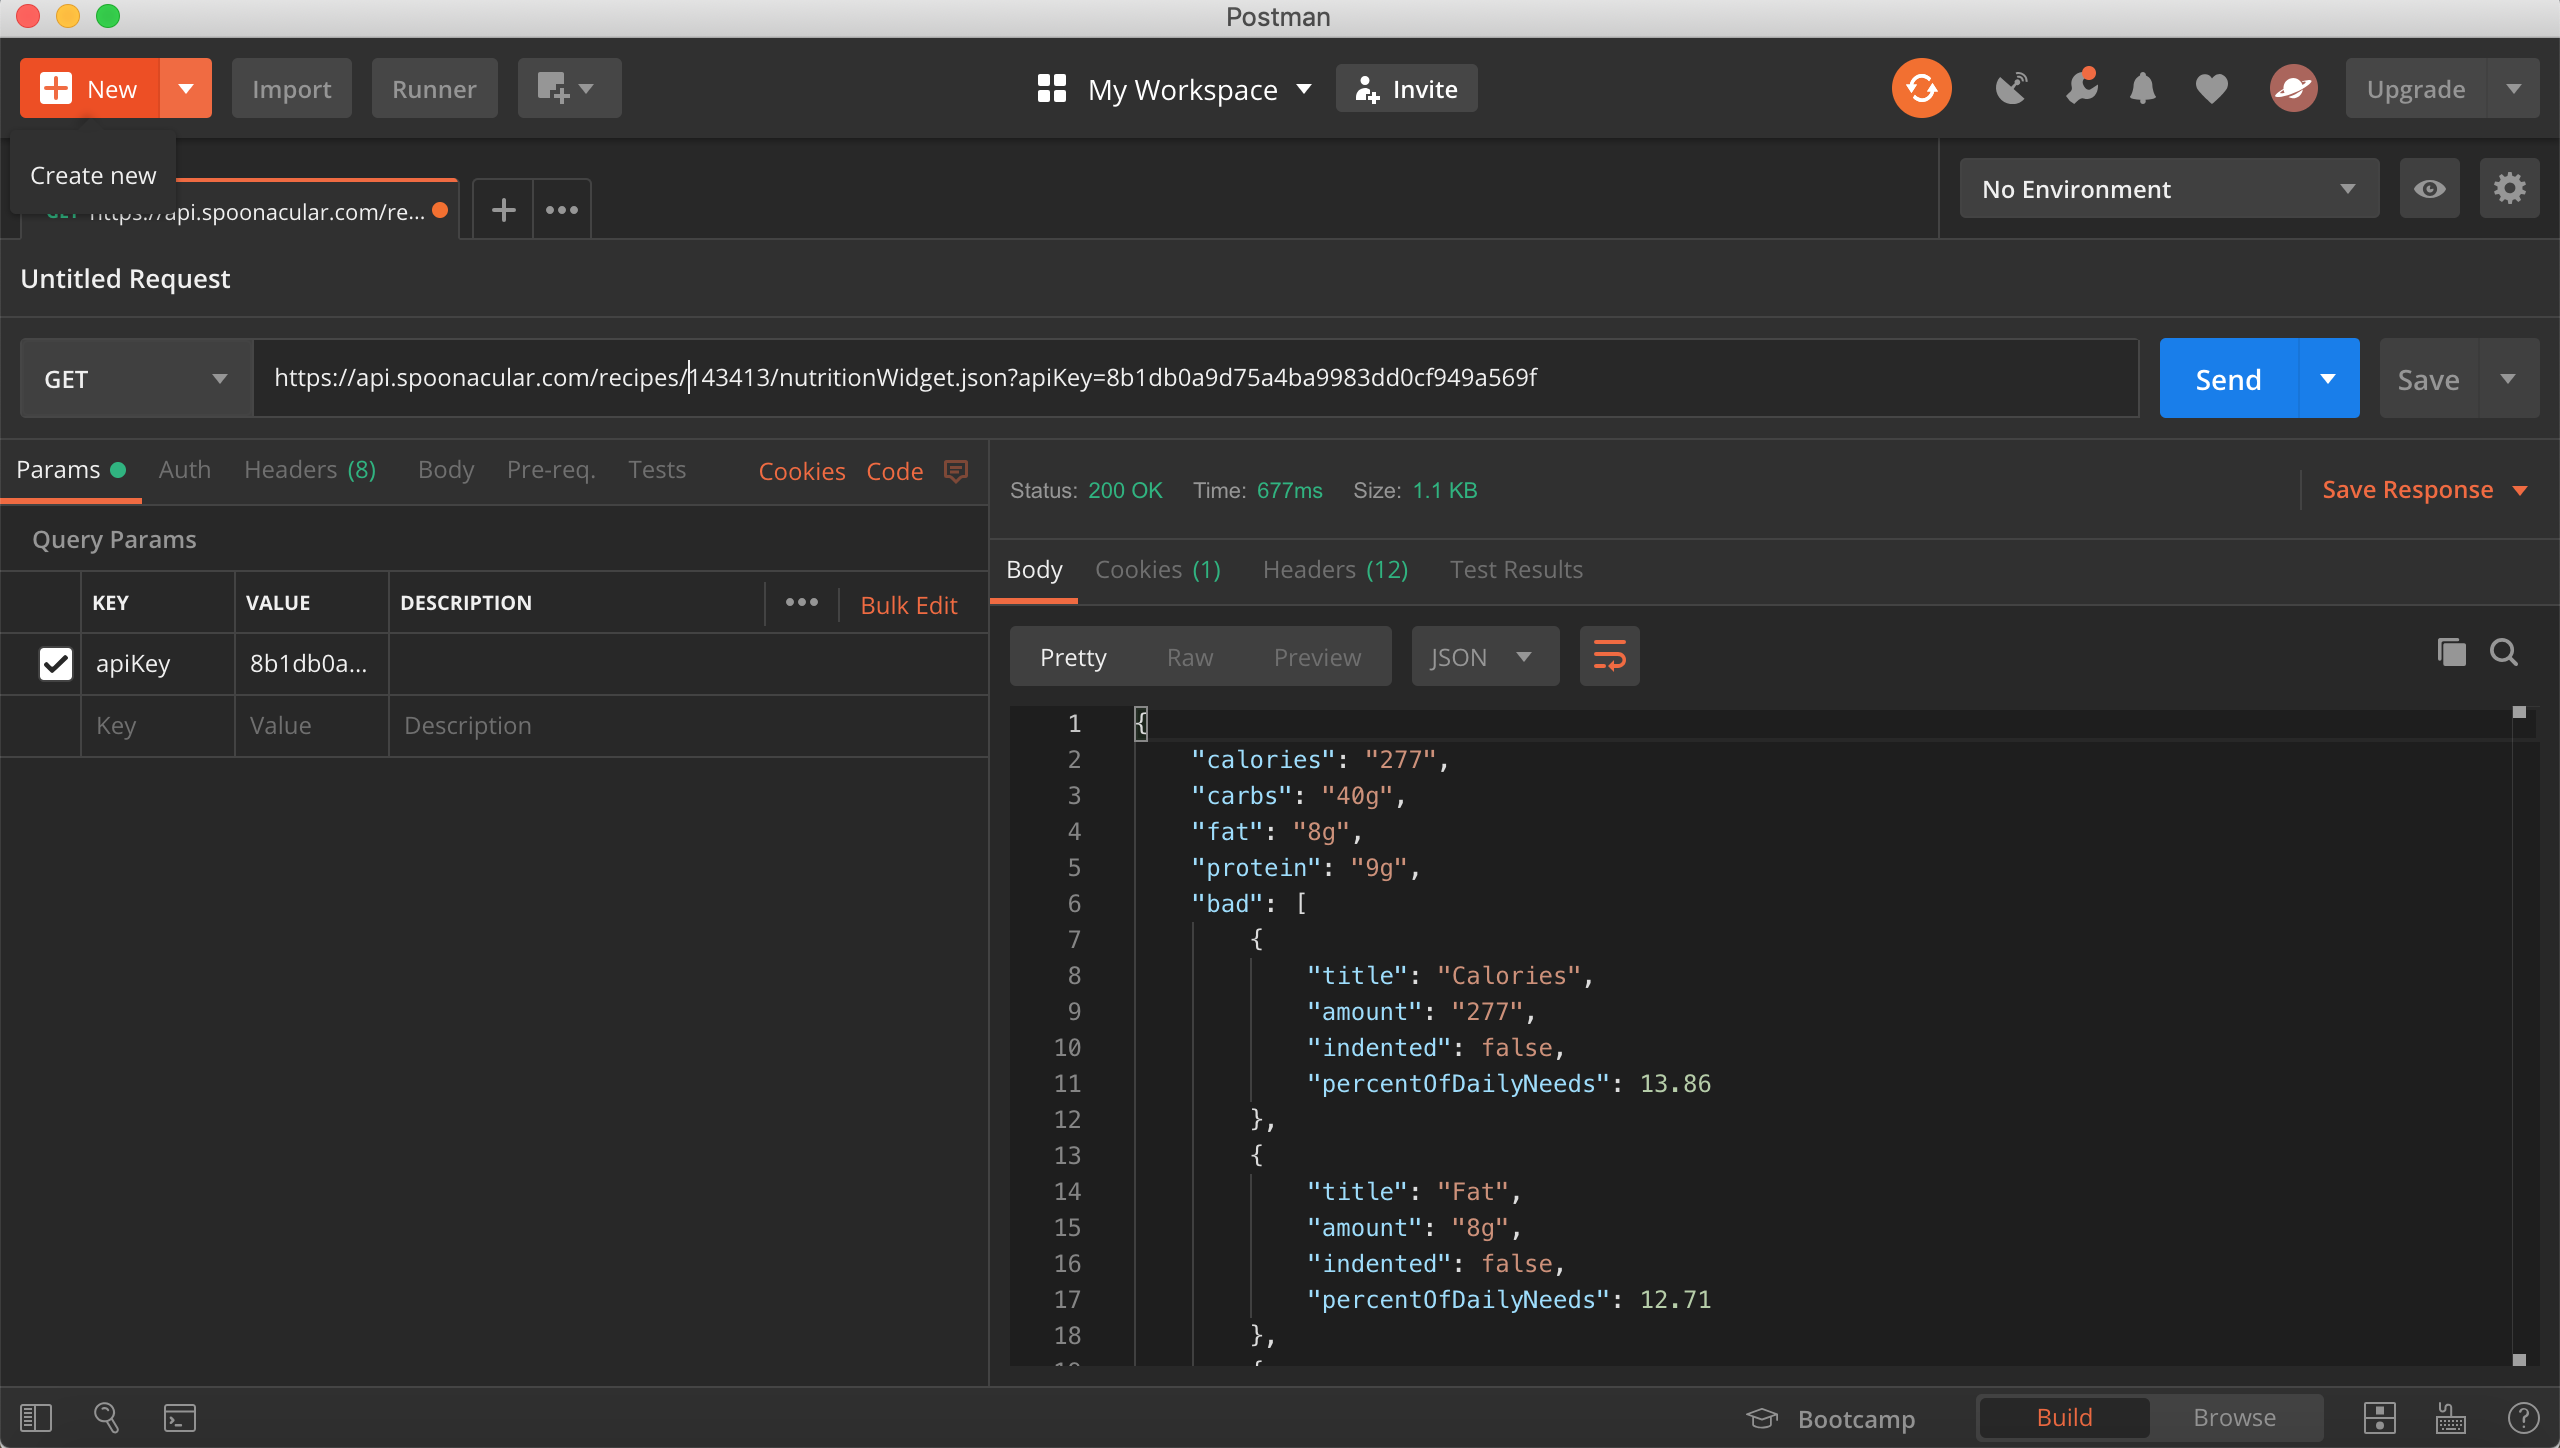 Postman
New
Import
Runner
My Workspace
Invite
Upgrade
Create new
GET https://api.spoonacular.com/re...
No Environment
Untitled Request
GET
https://api.spoonacular.com/recipes/143413/nutritionWidget.json?apiKey=8b1db0a9d75a4ba9983dd0cf949a569f
Send
Save
Params
Auth
Headers (8)
Body
Pre-req.
Tests
Cookies
Code
Query Params
KEY
VALUE
DESCRIPTION
Bulk Edit
apiKey
8b1db0a...
Key
Value
Description
Status: 200 OK
Time: 677ms
Size: 1.1 KB
Save Response
Body
Cookies (1)
Headers (12)
Test Results
Pretty
Raw
Preview
JSON
1 {
2 "calories": "277",
3 "carbs": "40g",
4 "fat": "8g",
5 "protein": "9g",
6 "bad": [
7 {
8 "title": "Calories",
9 "amount": "277",
10 "indented": false,
11 "percentOfDailyNeeds": 13.86
12 },
13 {
14 "title": "Fat",
15 "amount": "8g",
16 "indented": false,
17 "percentOfDailyNeeds": 12.71
18 },
Bootcamp
Build
Browse